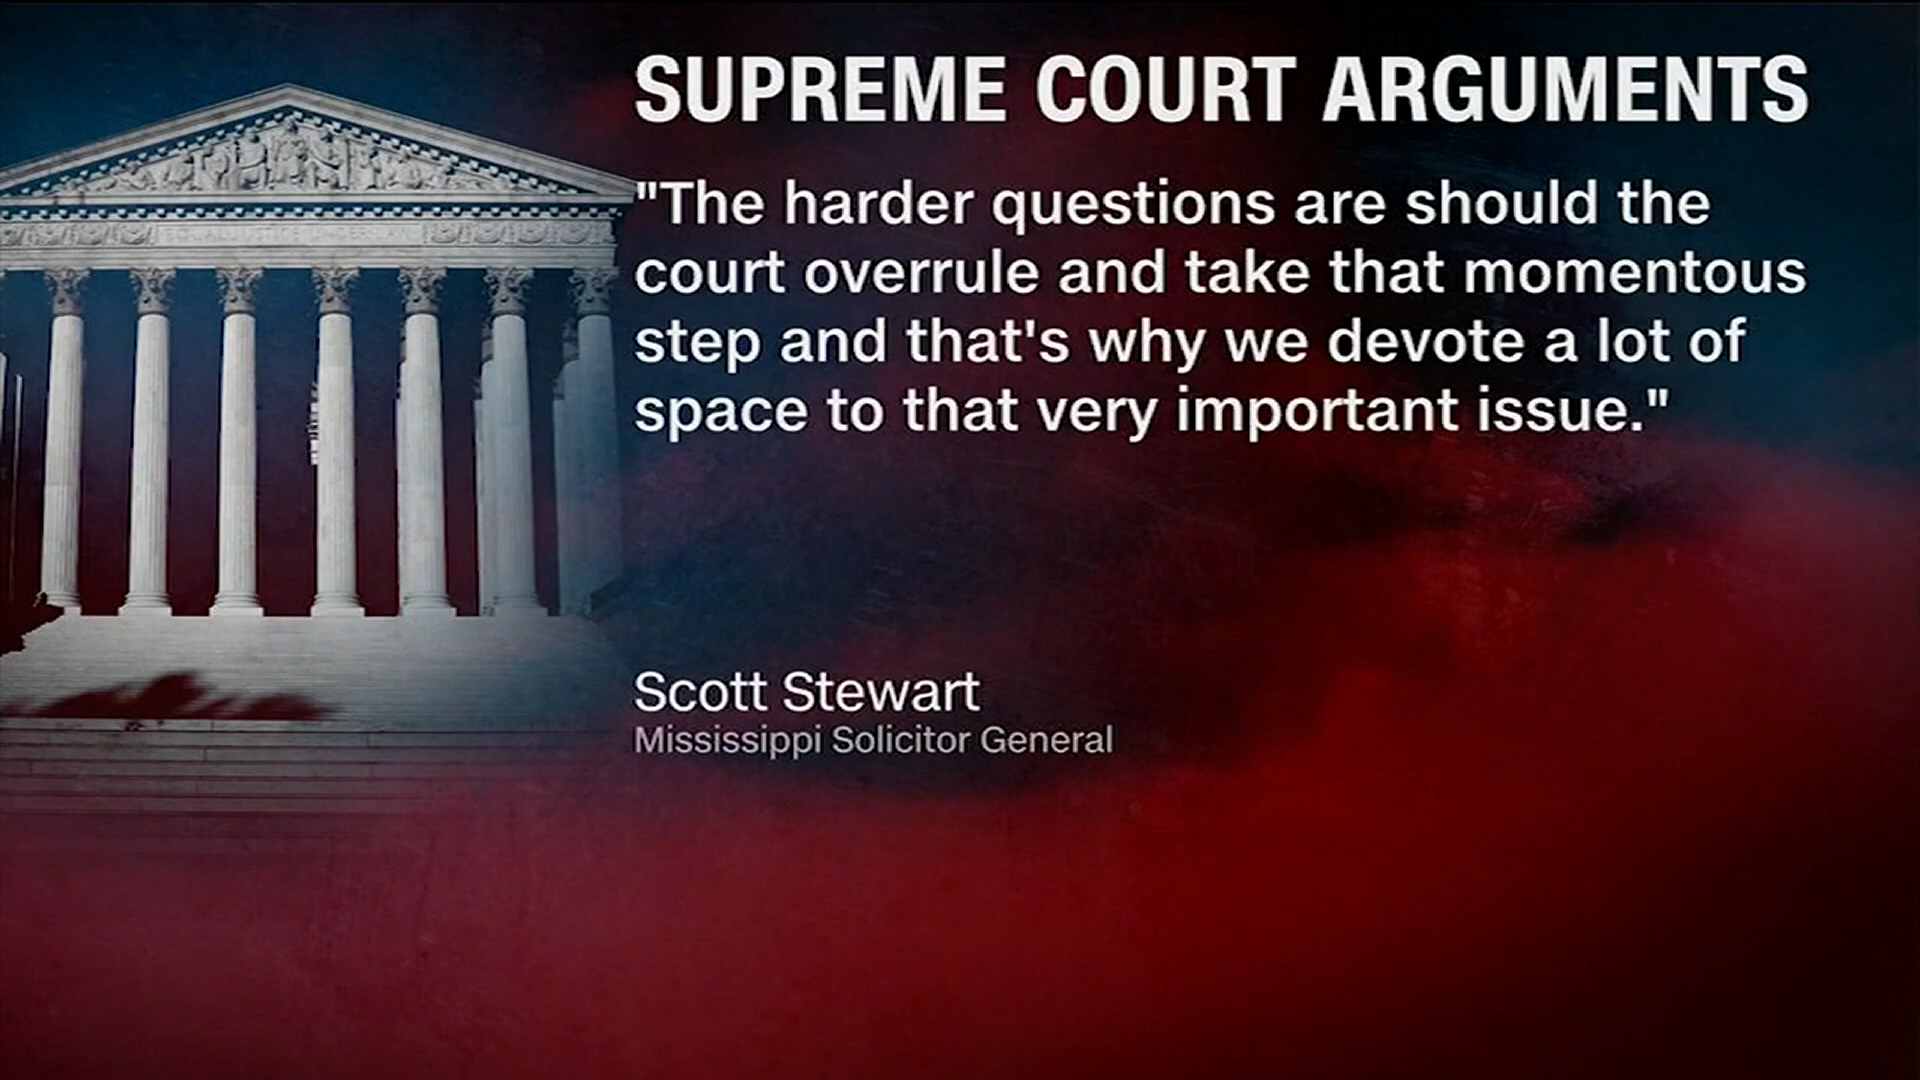 SUPREME COURT ARGUMENTS
"The harder questions are should the
court overrule and take that momentous
step and that's why we devote a lot of
space to that very important issue."
Scott Stewart
Mississippi Solicitor General